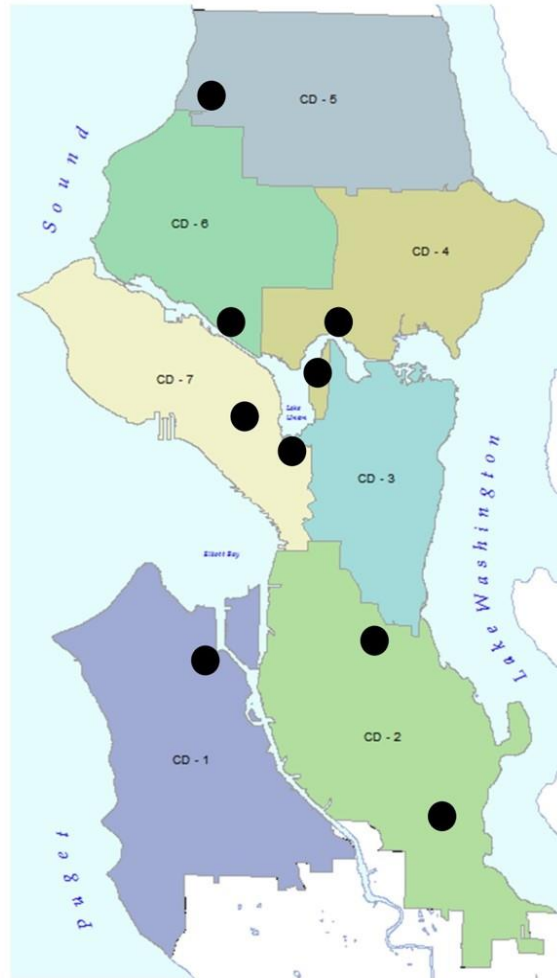 CD - 5
Sound
CD - 6
CD - 4
CD - 7
Lake
Union
CD - 3
Lake Washington
Elliott Bay
CD - 2
CD - 1
Puget